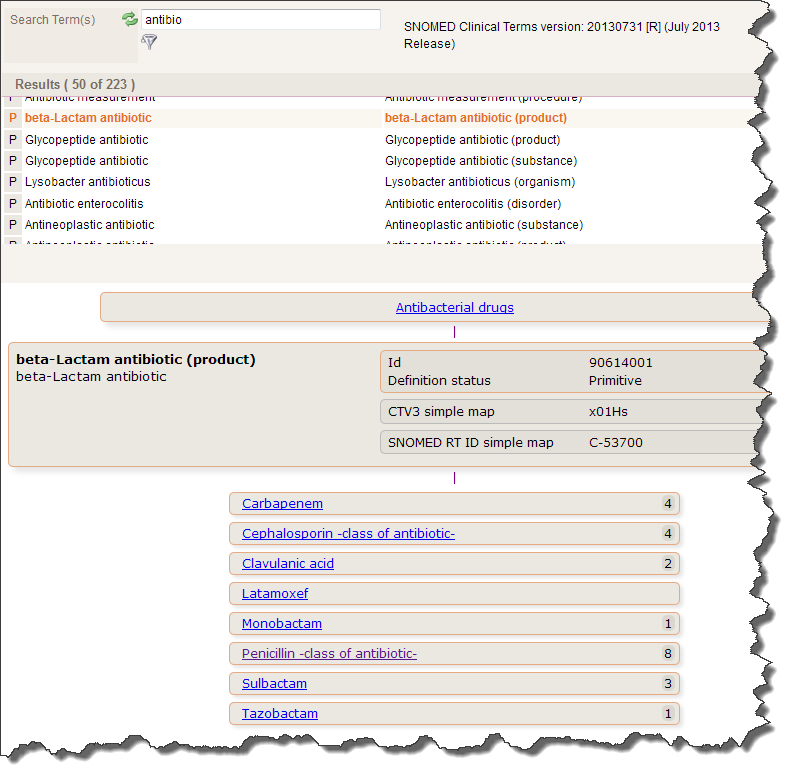 Search Term(s) antibio
SNOMED Clinical Terms version: 20130731 [R] (July 2013
Release)
Results ( 50 of 223 )
P Antibiotic measurement Antibiotic measurement (procedure)
P beta-Lactam antibiotic beta-Lactam antibiotic (product)
P Glycopeptide antibiotic Glycopeptide antibiotic (product)
P Glycopeptide antibiotic Glycopeptide antibiotic (substance)
P Lysobacter antibioticus Lysobacter antibioticus (organism)
P Antibiotic enterocolitis Antibiotic enterocolitis (disorder)
P Antineoplastic antibiotic Antineoplastic antibiotic (substance)
P Antineoplastic antibiotic Antineoplastic antibiotic (product)
Antibacterial drugs
beta-Lactam antibiotic (product)
beta-Lactam antibiotic
Id 90614001
Definition status Primitive
CTV3 simple map x01Hs
SNOMED RT ID simple map C-53700
Carbapenem 4
Cephalosporin -class of antibiotic- 4
Clavulanic acid 2
Latamoxef
Monobactam 1
Penicillin -class of antibiotic- 8
Sulbactam 3
Tazobactam 1